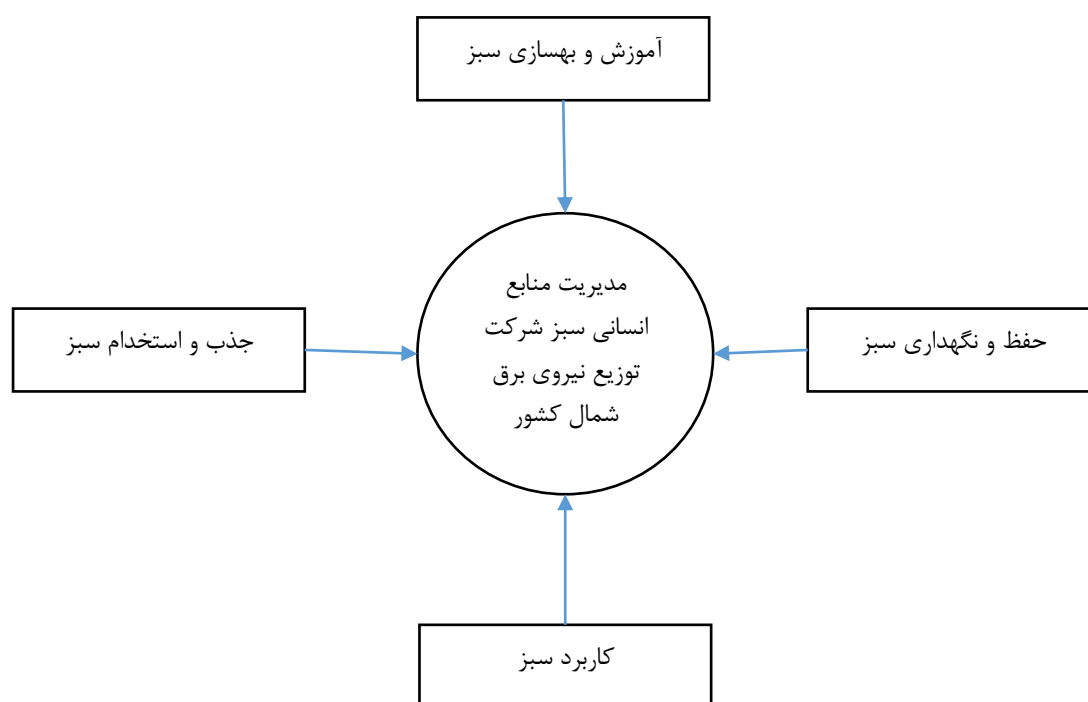 آموزش و بهسازی سبز
مدیریت منابع
انسانی سبز شرکت
توزیع نیروی برق
شمال کشور
حفظ و نگهداری سبز
جذب و استخدام سبز
کاربرد سبز